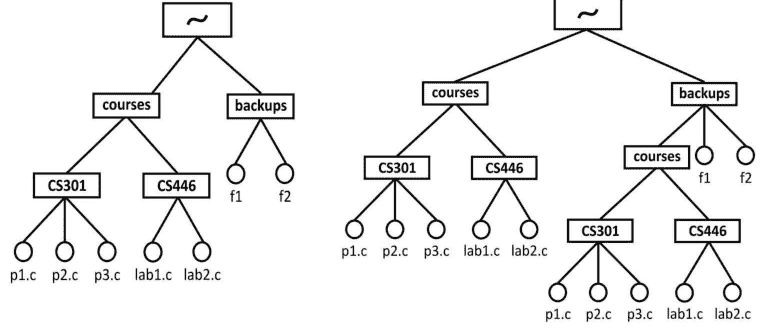 ~
courses
backups
CS301
CS446
f1
f2
p1.c
p2.c
p3.c
lab1.c
lab2.c
~
courses
backups
CS301
CS446
courses
f1
f2
p1.c
p2.c
p3.c
lab1.c
lab2.c
CS301
CS446
p1.c
p2.c
p3.c
lab1.c
lab2.c